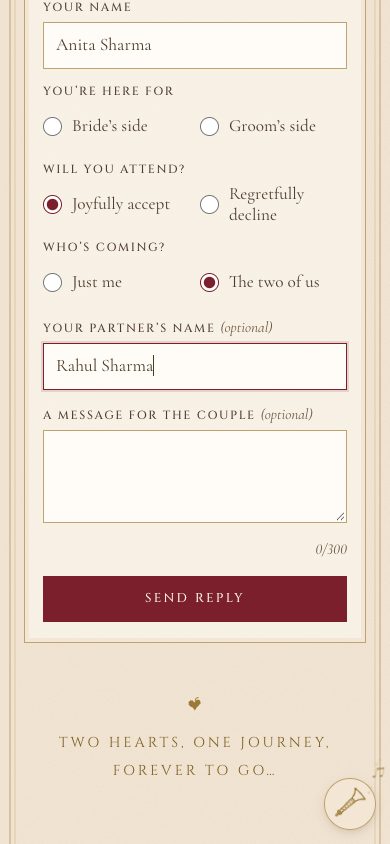 YOUR NAME
Anita Sharma
YOU'RE HERE FOR
Bride's side
Groom's side
WILL YOU ATTEND?
Joyfully accept
Regretfully
decline
WHO'S COMING?
Just me
The two of us
YOUR PARTNER'S NAME (optional)
Rahul Sharma
A MESSAGE FOR THE COUPLE (optional)
0/300
SEND REPLY
TWO HEARTS, ONE JOURNEY,
FOREVER TO GO...